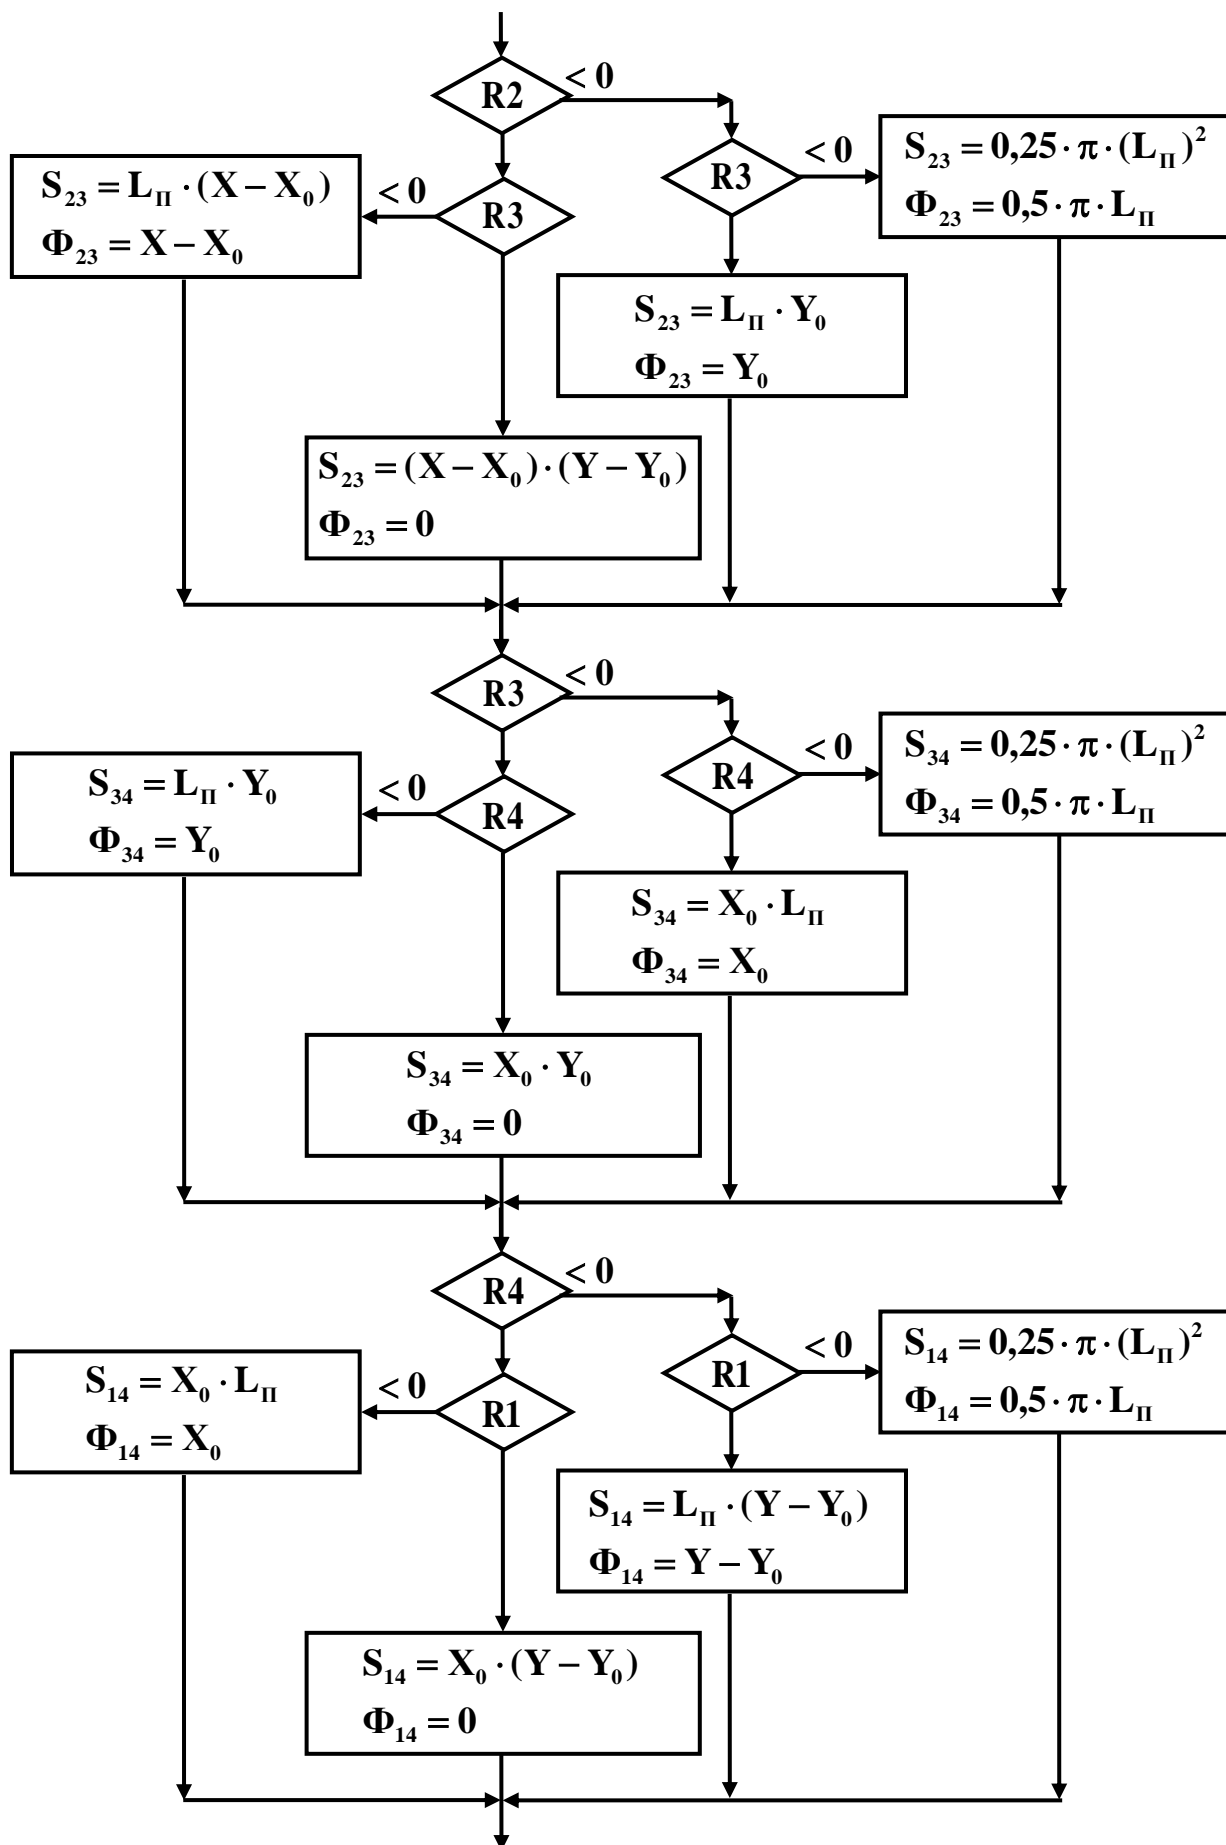 R2
< 0
R3
< 0
S₂₃ = 0,25 · π · (L_П)²
Φ₂₃ = 0,5 · π · L_П
S₂₃ = L_П · (X − X₀)
Φ₂₃ = X − X₀
< 0
R3
S₂₃ = L_П · Y₀
Φ₂₃ = Y₀
S₂₃ = (X − X₀) · (Y − Y₀)
Φ₂₃ = 0
R3
< 0
R4
< 0
S₃₄ = 0,25 · π · (L_П)²
Φ₃₄ = 0,5 · π · L_П
S₃₄ = L_П · Y₀
Φ₃₄ = Y₀
< 0
R4
S₃₄ = X₀ · L_П
Φ₃₄ = X₀
S₃₄ = X₀ · Y₀
Φ₃₄ = 0
R4
< 0
R1
< 0
S₁₄ = 0,25 · π · (L_П)²
Φ₁₄ = 0,5 · π · L_П
S₁₄ = X₀ · L_П
Φ₁₄ = X₀
< 0
R1
S₁₄ = L_П · (Y − Y₀)
Φ₁₄ = Y − Y₀
S₁₄ = X₀ · (Y − Y₀)
Φ₁₄ = 0